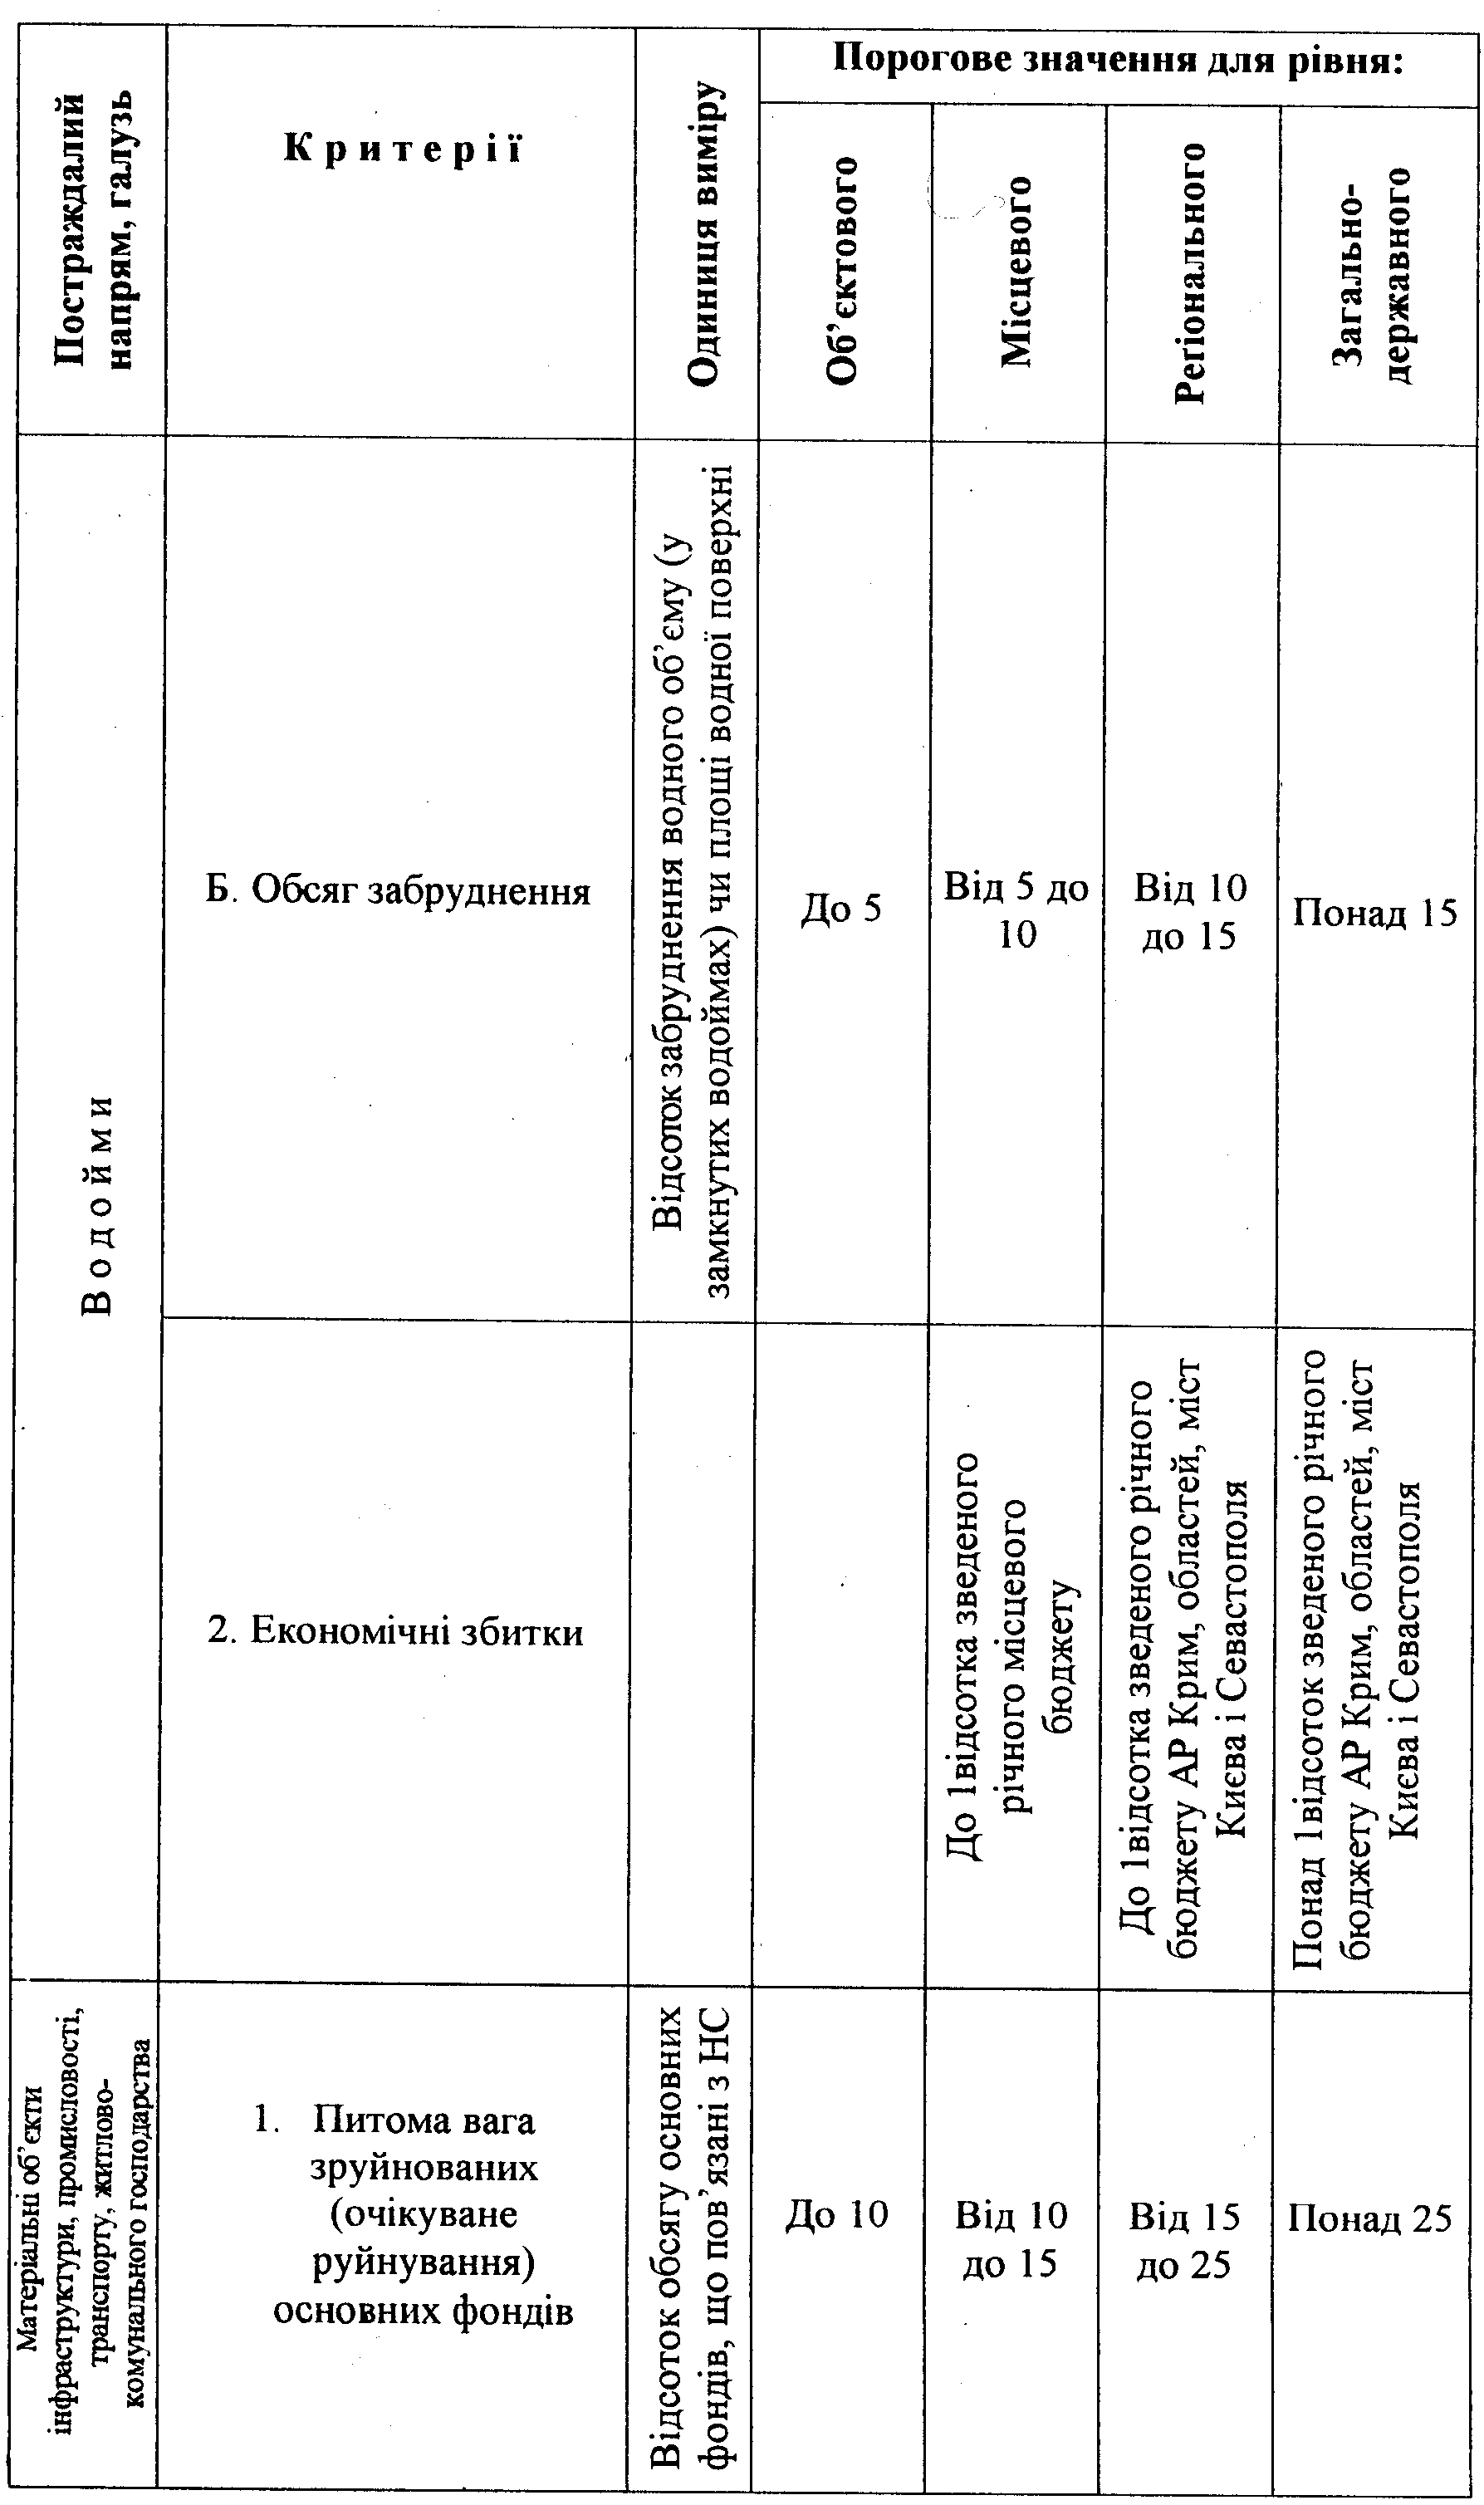 Постраждалий
напрям, галузь
Критерії
Одиниця виміру
Порогове значення для рівня:
Об’єктового
Місцевого
Регіонального
Загально-
державного
Водойми
Б. Обсяг забруднення
Відсоток забруднення водного об’єму (у
замкнутих водоймах) чи площі водної поверхні
До 5
Від 5 до
10
Від 10
до 15
Понад 15
2. Економічні збитки
До 1відсотка зведеного
річного місцевого
бюджету
До 1відсотка зведеного річного
бюджету АР Крим, областей, міст
Києва і Севастополя
Понад 1відсоток зведеного річного
бюджету АР Крим, областей, міст
Києва і Севастополя
Матеріальні об’єкти
інфраструктури, промисловості,
транспорту, житлово-
комунального господарства
1. Питома вага
зруйнованих
(очікуване
руйнування)
основних фондів
Відсоток обсягу основних
фондів, що пов’язані з НС
До 10
Від 10
до 15
Від 15
до 25
Понад 25